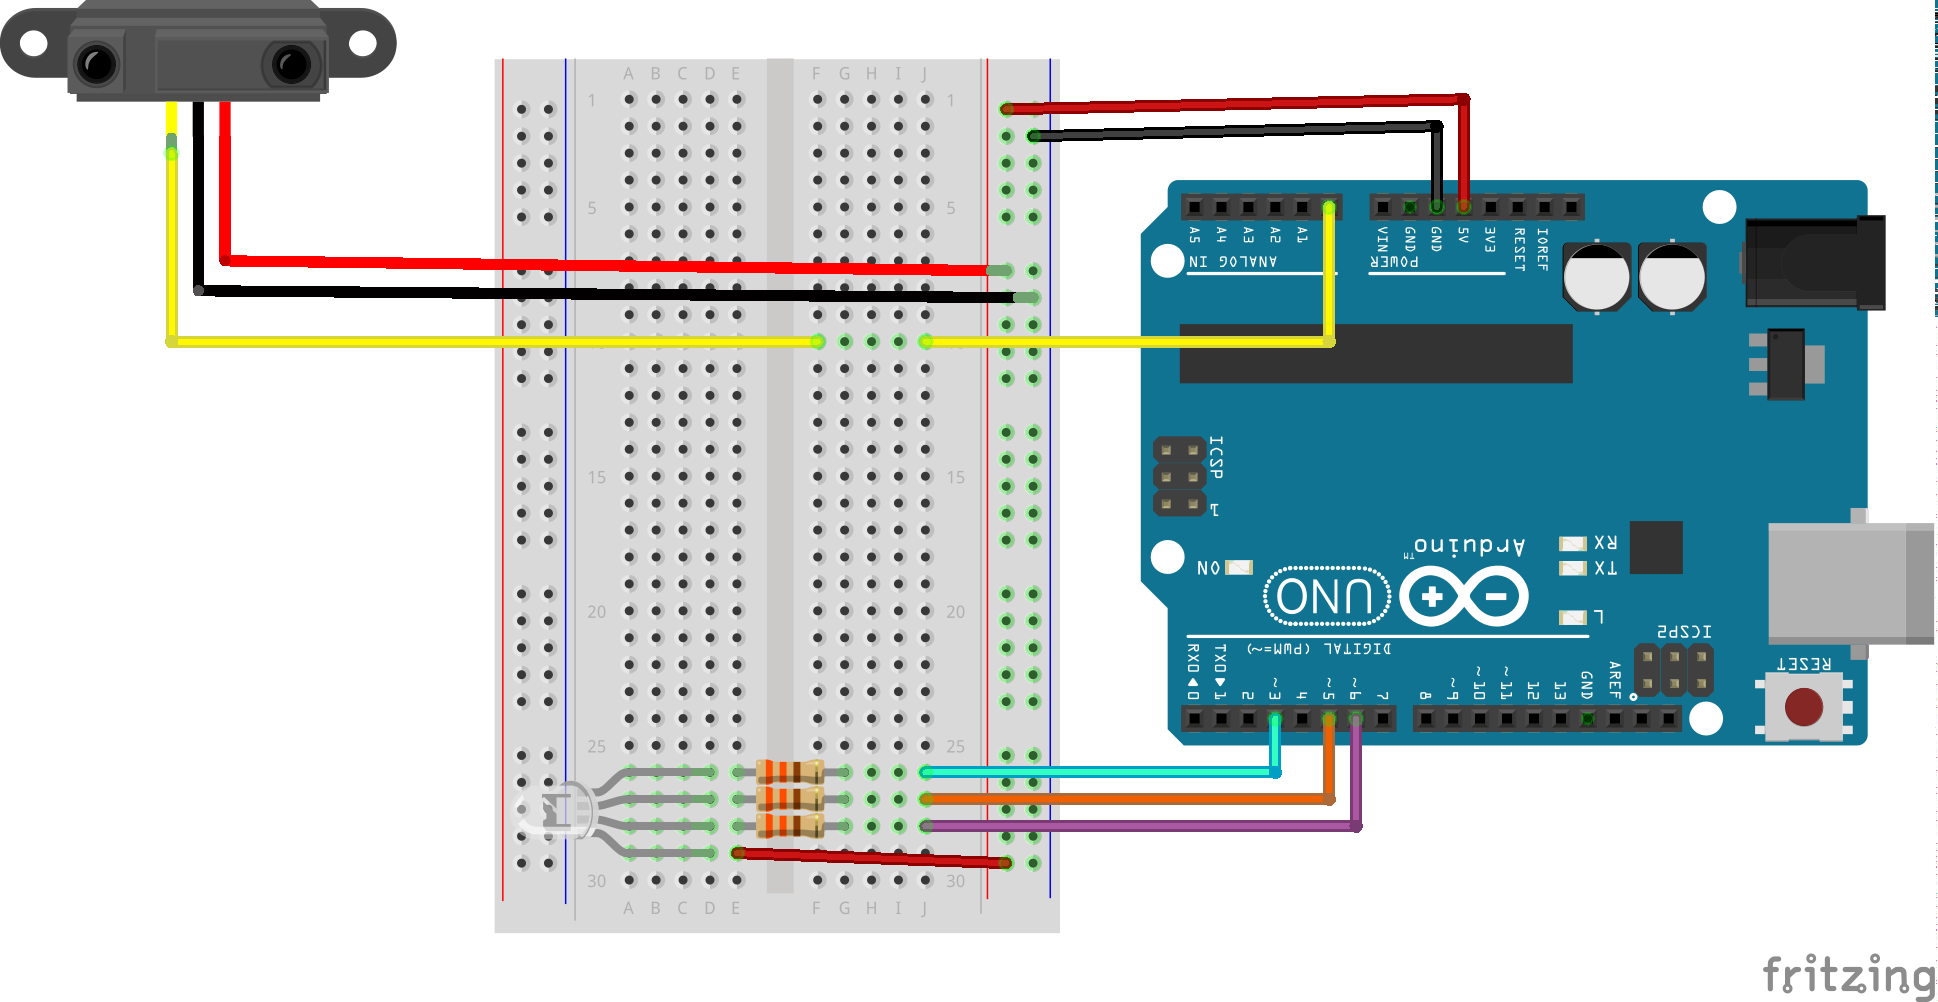 A B C D E F G H I J
1 1
5 5
15 15
20 20
25 25
30 30
A B C D E F G H I J
A5 A4 A3 A2 A1
ANALOG IN
VIN GND GND 5V 3V3 RESET IOREF
POWER
ICSP
1
Arduino™
UNO
ON
RX
TX
L
ICSP2
RESET
DIGITAL (PWM=~)
RX0 0 TX0 1 2 ~3 4 ~5 ~6 7 8 ~9 ~10 ~11 12 13 GND AREF
fritzing